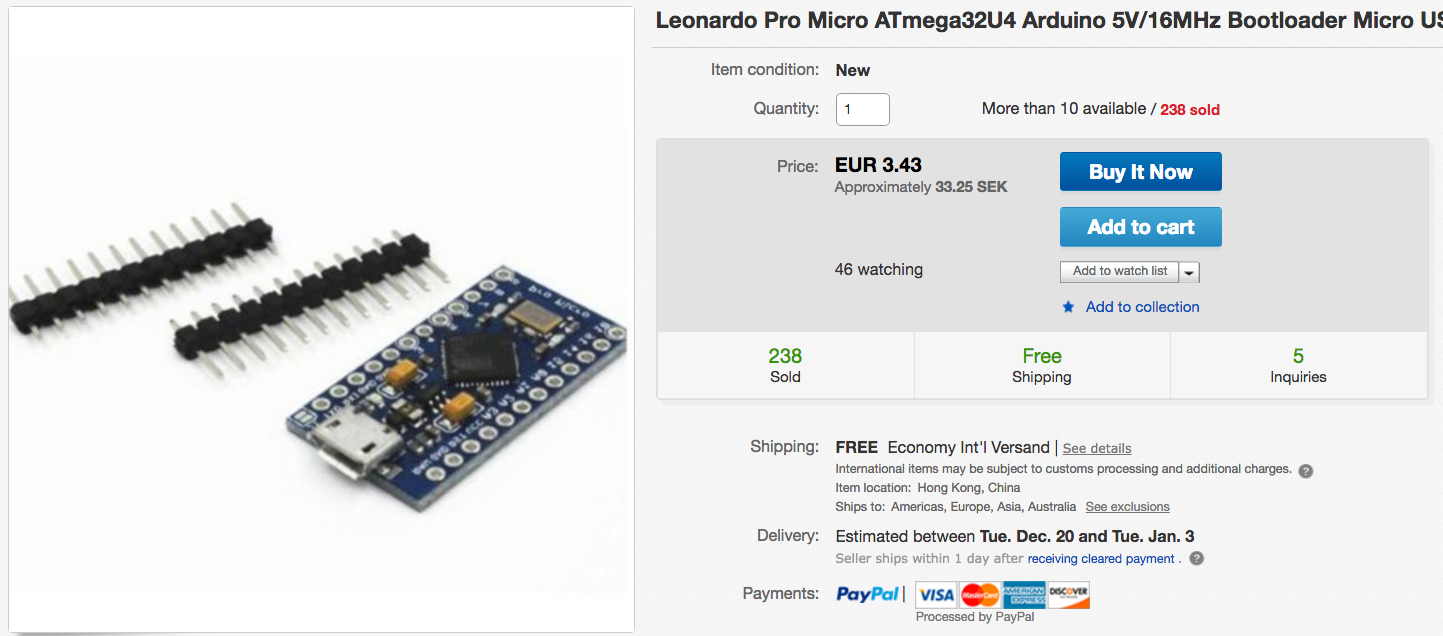 Leonardo Pro Micro ATmega32U4 Arduino 5V/16MHz Bootloader Micro
Item condition: New
Quantity: 1 More than 10 available / 238 sold
Price: EUR 3.43
Approximately 33.25 SEK
Buy It Now
Add to cart
46 watching
Add to watch list
Add to collection
238 Free 5
Sold Shipping Inquiries
Shipping: FREE Economy Int'l Versand | See details
International items may be subject to customs processing and additional charges. ?
Item location: Hong Kong, China
Ships to: Americas, Europe, Asia, Australia See exclusions
Delivery: Estimated between Tue. Dec. 20 and Tue. Jan. 3
Seller ships within 1 day after receiving cleared payment . ?
Payments: PayPal | VISA MasterCard AMERICAN EXPRESS DISCOVER
Processed by PayPal